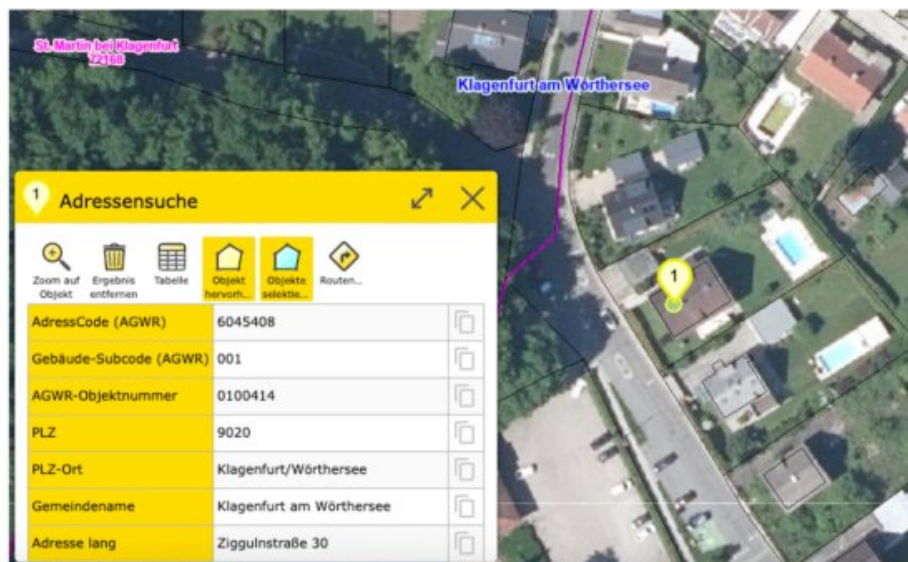 St. Martin bei Klagenfurt
72168
Klagenfurt am Wörthersee
1
1 Adressensuche
Zoom auf Objekt
Ergebnis entfernen
Tabelle
Objekt hervorh...
Objekte selektie...
Routen...
AdressCode (AGWR) 6045408
Gebäude-Subcode (AGWR) 001
AGWR-Objektnummer 0100414
PLZ 9020
PLZ-Ort Klagenfurt/Wörthersee
Gemeindename Klagenfurt am Wörthersee
Adresse lang Ziggulnstraße 30